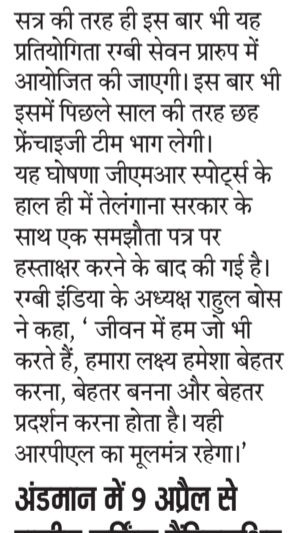 सत्र की तरह ही इस बार भी यह
प्रतियोगिता रग्बी सेवन प्रारुप में
आयोजित की जाएगी। इस बार भी
इसमें पिछले साल की तरह छह
फ्रेंचाइजी टीम भाग लेगी।
यह घोषणा जीएमआर स्पोर्ट्स के
हाल ही में तेलंगाना सरकार के
साथ एक समझौता पत्र पर
हस्ताक्षर करने के बाद की गई है।
रग्बी इंडिया के अध्यक्ष राहुल बोस
ने कहा, ‘ जीवन में हम जो भी
करते हैं, हमारा लक्ष्य हमेशा बेहतर
करना, बेहतर बनना और बेहतर
प्रदर्शन करना होता है। यही
आरपीएल का मूलमंत्र रहेगा।’
अंडमान में 9 अप्रैल से